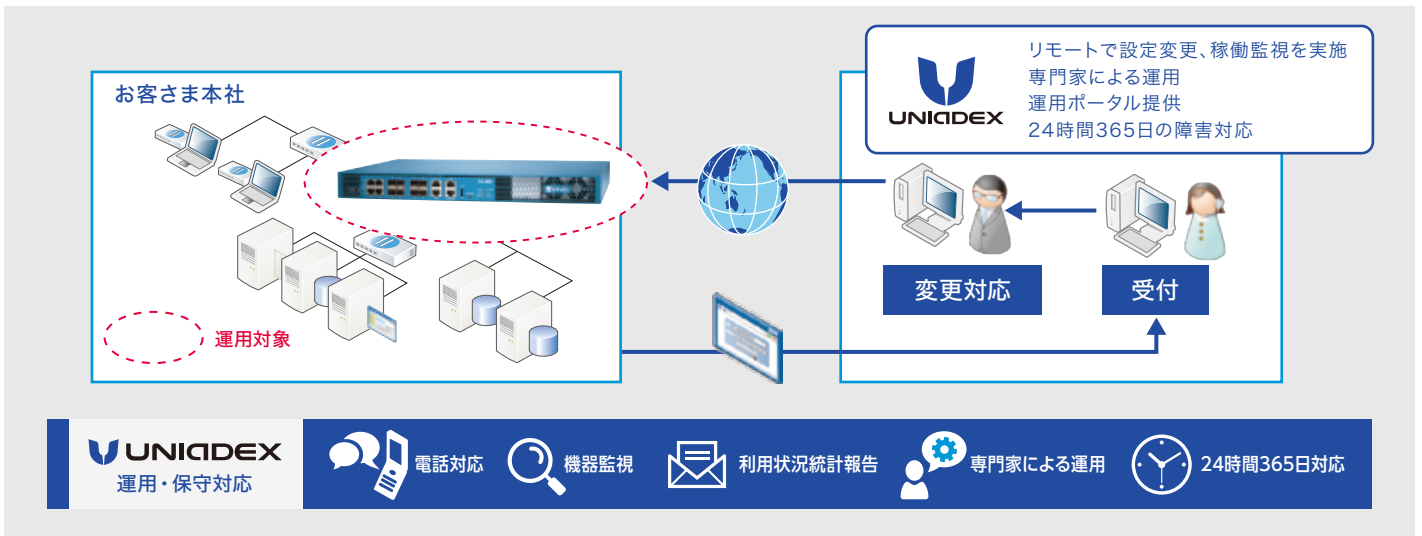 UNIADEX
リモートで設定変更、稼働監視を実施
専門家による運用
運用ポータル提供
24時間365日の障害対応
お客さま本社
運用対象
変更対応
受付
UNIADEX
運用・保守対応
電話対応
機器監視
利用状況統計報告
専門家による運用
24時間365日対応